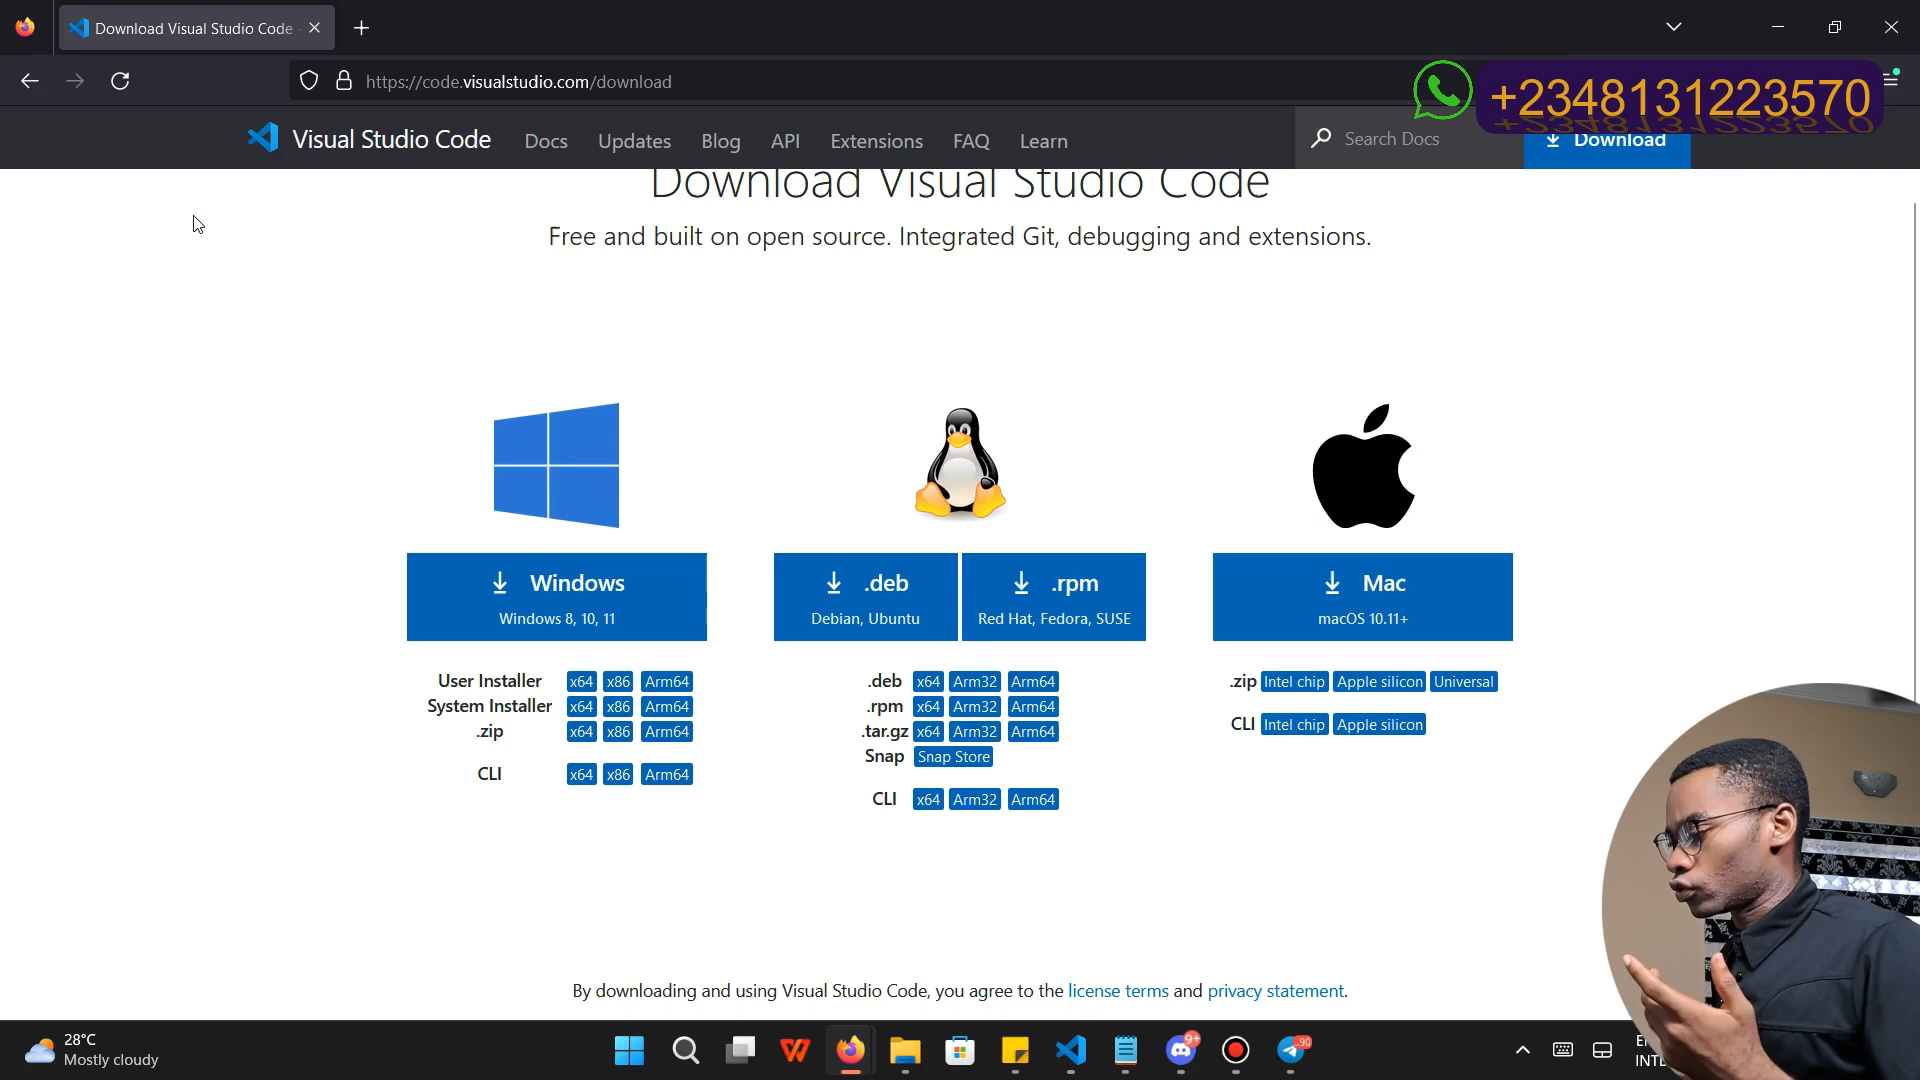 Download Visual Studio Code -
https://code.visualstudio.com/download
+2348131223570
Visual Studio Code
Docs
Updates
Blog
API
Extensions
FAQ
Learn
Search Docs
Download
Download Visual Studio Code
Free and built on open source. Integrated Git, debugging and extensions.
Windows
Windows 8, 10, 11
User Installer x64 x86 Arm64
System Installer x64 x86 Arm64
.zip x64 x86 Arm64
CLI x64 x86 Arm64
.deb
Debian, Ubuntu
.rpm
Red Hat, Fedora, SUSE
.deb x64 Arm32 Arm64
.rpm x64 Arm32 Arm64
.tar.gz x64 Arm32 Arm64
Snap Snap Store
CLI x64 Arm32 Arm64
Mac
macOS 10.11+
.zip Intel chip Apple silicon Universal
CLI Intel chip Apple silicon
By downloading and using Visual Studio Code, you agree to the license terms and privacy statement.
28°C
Mostly cloudy
9+
90